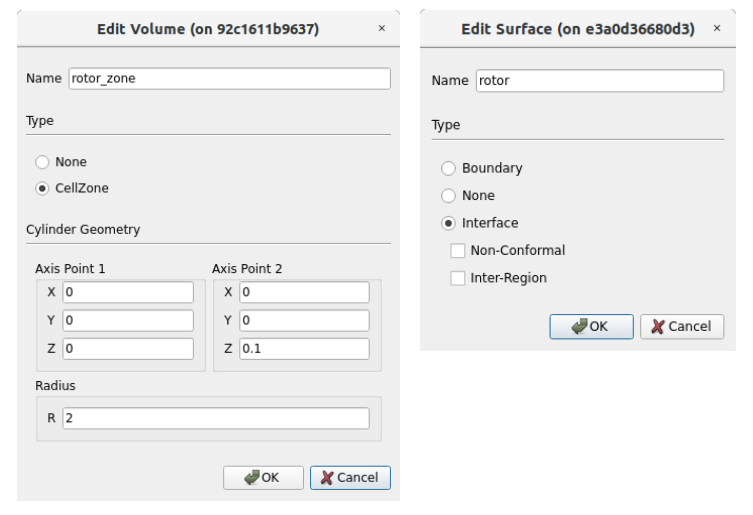 Edit Volume (on 92c1611b9637) ×
Name rotor_zone
Type
None
CellZone
Cylinder Geometry
Axis Point 1 Axis Point 2
X 0 X 0
Y 0 Y 0
Z 0 Z 0.1
Radius
R 2
OK Cancel
Edit Surface (on e3a0d36680d3) ×
Name rotor
Type
Boundary
None
Interface
Non-Conformal
Inter-Region
OK Cancel